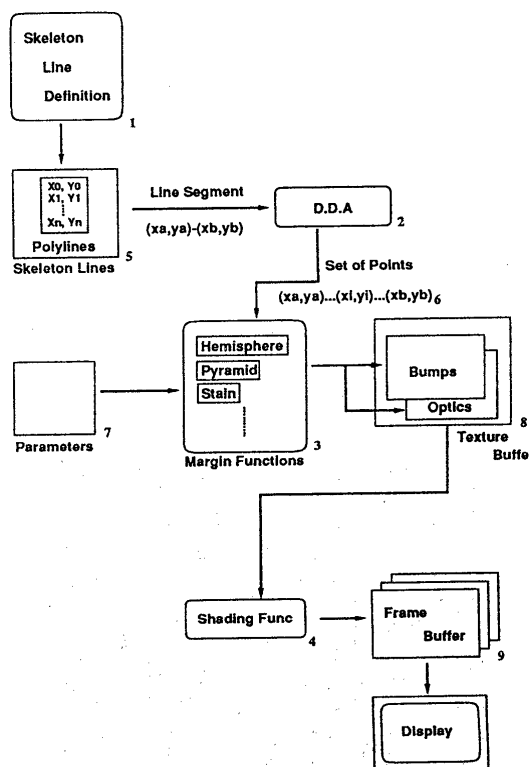 Skeleton
Line
Definition
1
X0, Y0
X1, Y1
Xn, Yn
Polylines
5
Skeleton Lines
Line Segment
(xa,ya)-(xb,yb)
D.D.A
2
Set of Points
(xa,ya)...(xi,yi)...(xb,yb)
6
Hemisphere
Pyramid
Stain
3
Margin Functions
Parameters
7
Bumps
Optics
8
Texture
Buffe
Shading Func
4
Frame
Buffer
9
Display